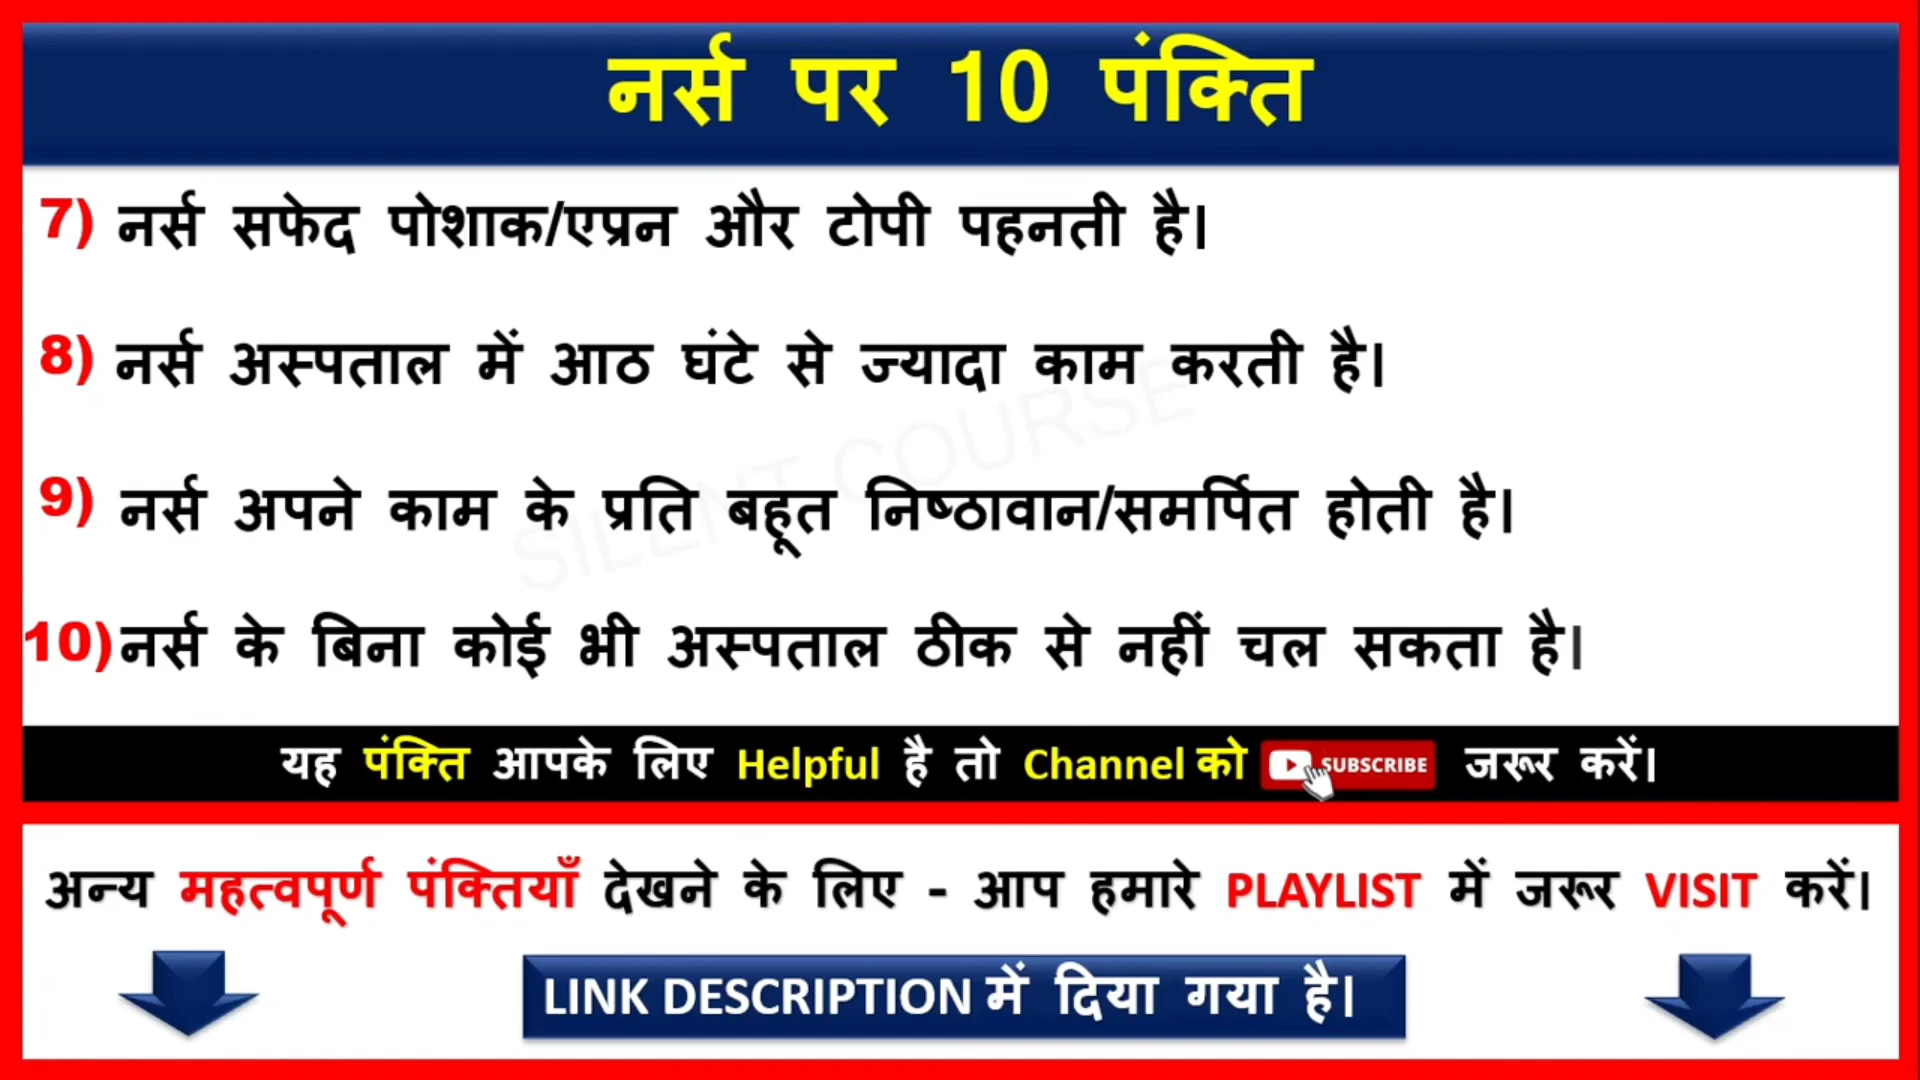 नर्स पर 10 पंक्ति
7) नर्स सफेद पोशाक/एप्रन और टोपी पहनती है।
8) नर्स अस्पताल में आठ घंटे से ज्यादा काम करती है।
SILENT COURSE
9) नर्स अपने काम के प्रति बहूत निष्ठावान/समर्पित होती है।
10) नर्स के बिना कोई भी अस्पताल ठीक से नहीं चल सकता है।
यह पंक्ति आपके लिए Helpful है तो Channel को SUBSCRIBE जरूर करें।
अन्य महत्वपूर्ण पंक्तियाँ देखने के लिए - आप हमारे PLAYLIST में जरूर VISIT करें।
LINK DESCRIPTION में दिया गया है।